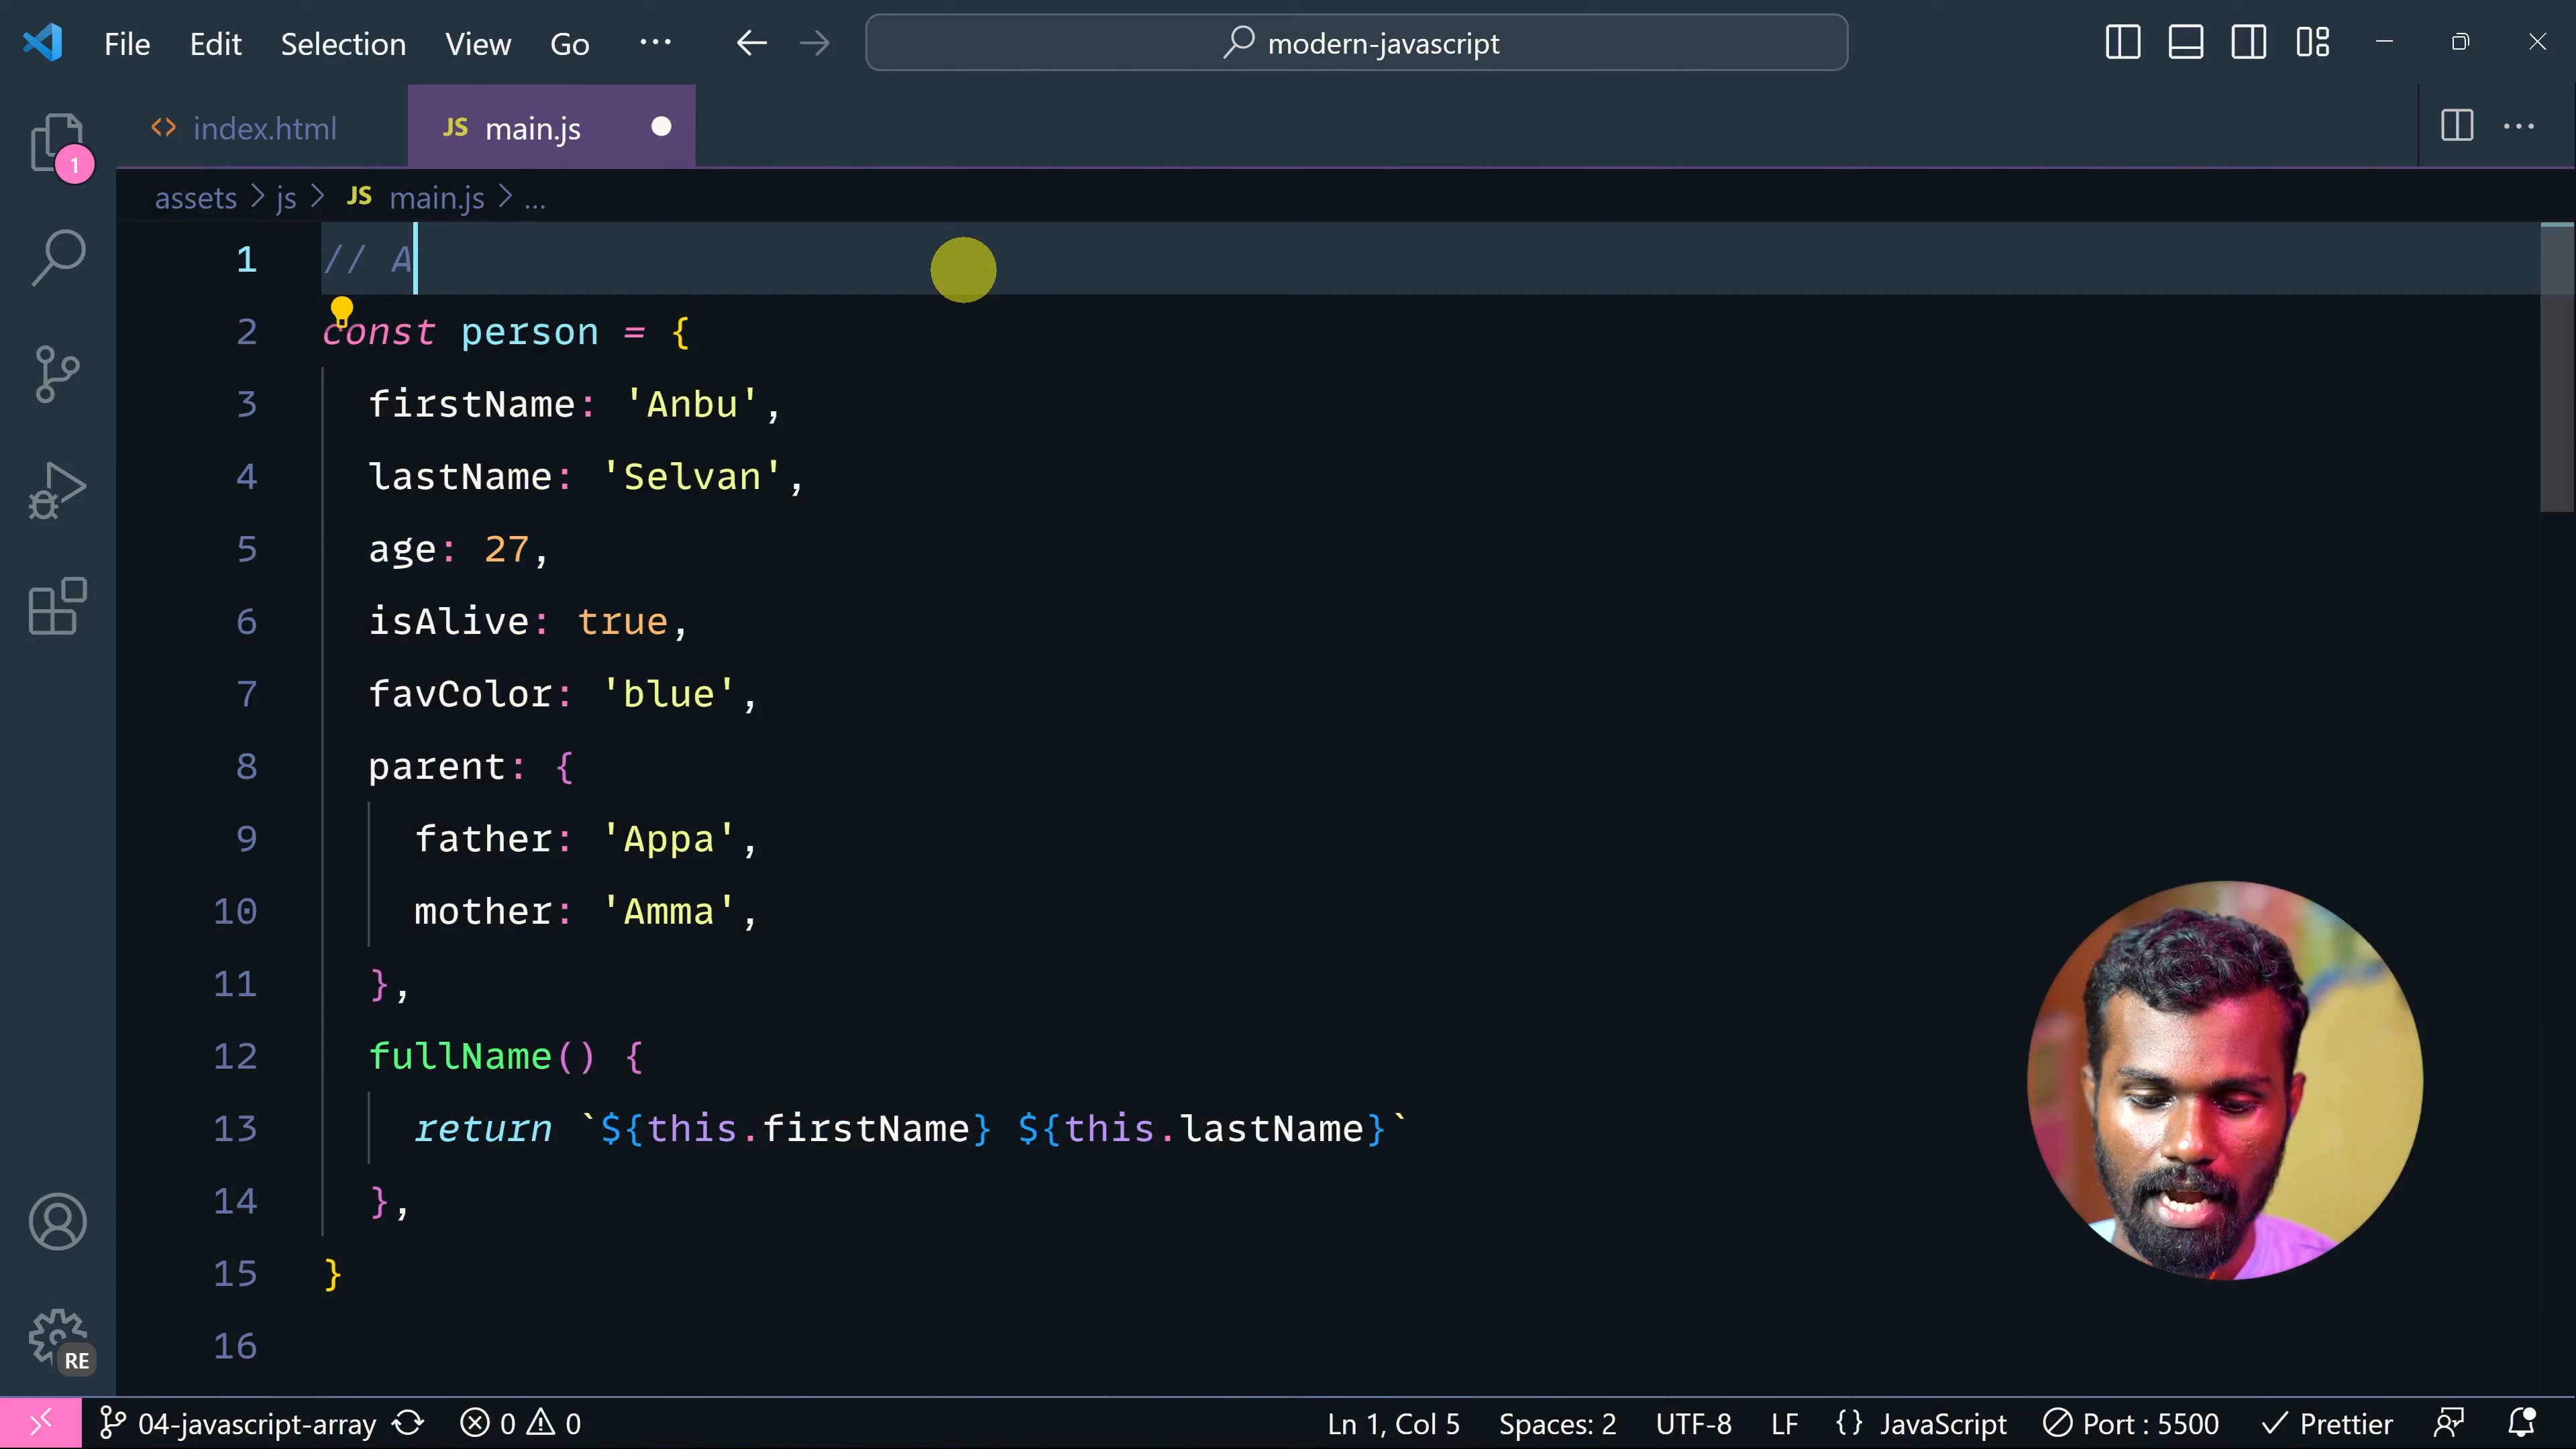 File Edit Selection View Go ··· modern-javascript
index.html JS main.js
1
assets > js > JS main.js > ...
1 // A
2 const person = {
3 firstName: 'Anbu',
4 lastName: 'Selvan',
5 age: 27,
6 isAlive: true,
7 favColor: 'blue',
8 parent: {
9 father: 'Appa',
10 mother: 'Amma',
11 },
12 fullName() {
13 return `${this.firstName} ${this.lastName}`
14 },
15 }
16
RE
04-javascript-array 0 0 Ln 1, Col 5 Spaces: 2 UTF-8 LF {} JavaScript Port : 5500 Prettier